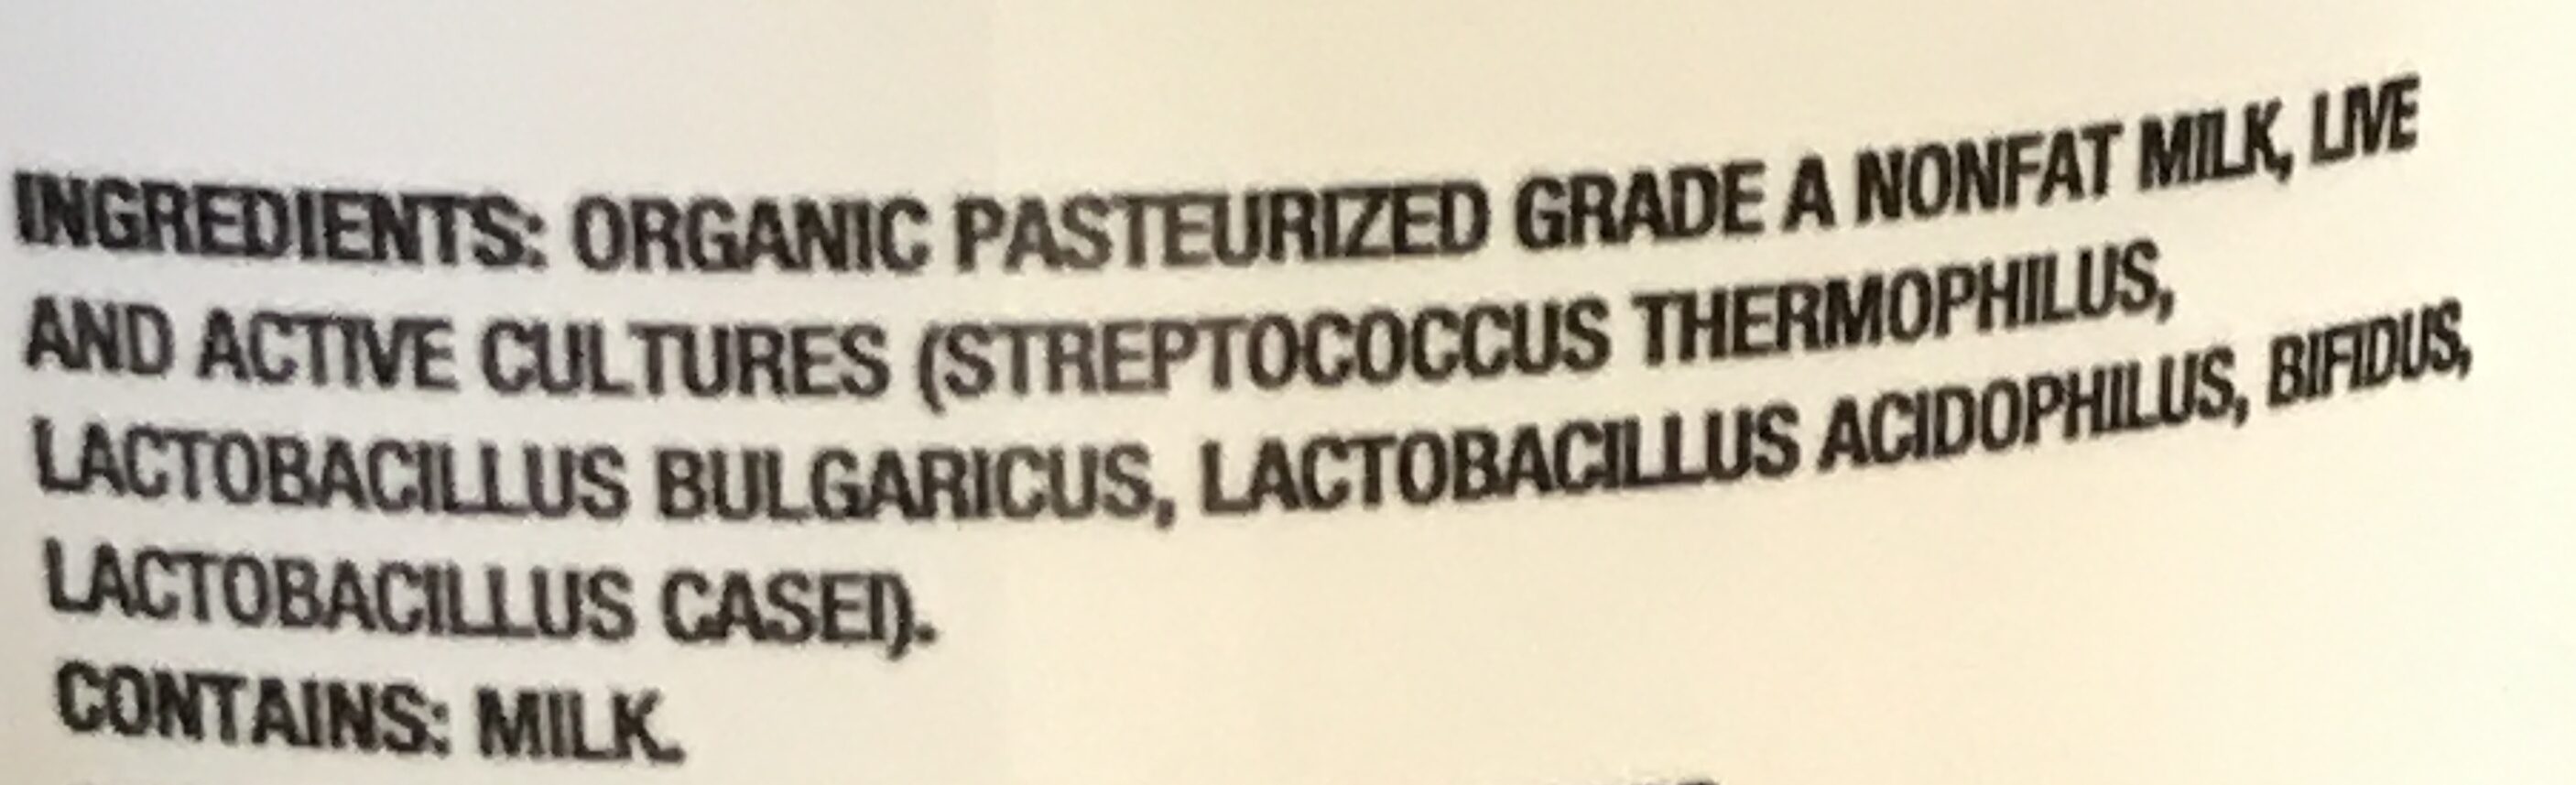 INGREDIENTS: ORGANIC PASTEURIZED GRADE A NONFAT MILK, LIVE
AND ACTIVE CULTURES (STREPTOCOCCUS THERMOPHILUS,
LACTOBACILLUS BULGARICUS, LACTOBACILLUS ACIDOPHILUS, BIFIDUS,
LACTOBACILLUS CASEI).
CONTAINS: MILK.